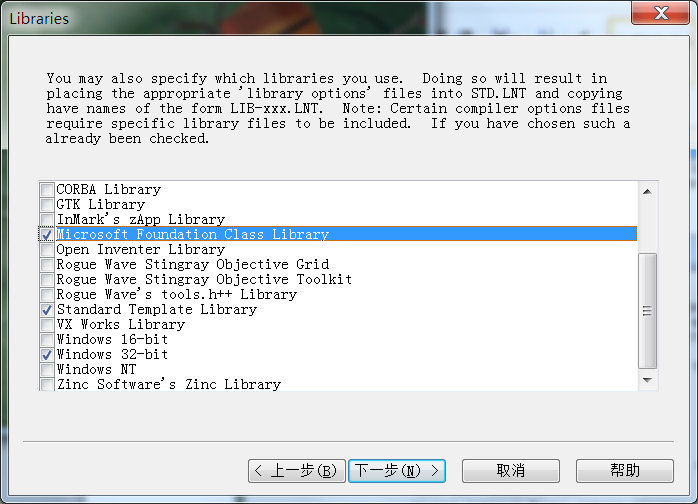 Libraries
You may also specify which libraries you use.  Doing so will result in
placing the appropriate 'library options' files into STD.LNT and copying
have names of the form LIB-xxx.LNT.  Note: Certain compiler options files
require specific library files to be included.  If you have chosen such a
already been checked.
CORBA Library
GTK Library
InMark's zApp Library
Microsoft Foundation Class Library
Open Inventer Library
Rogue Wave Stingray Objective Grid
Rogue Wave Stingray Objective Toolkit
Rogue Wave's tools.h++ Library
Standard Template Library
VX Works Library
Windows 16-bit
Windows 32-bit
Windows NT
Zinc Software's Zinc Library
< 上一步(B) 下一步(N) > 取消 帮助